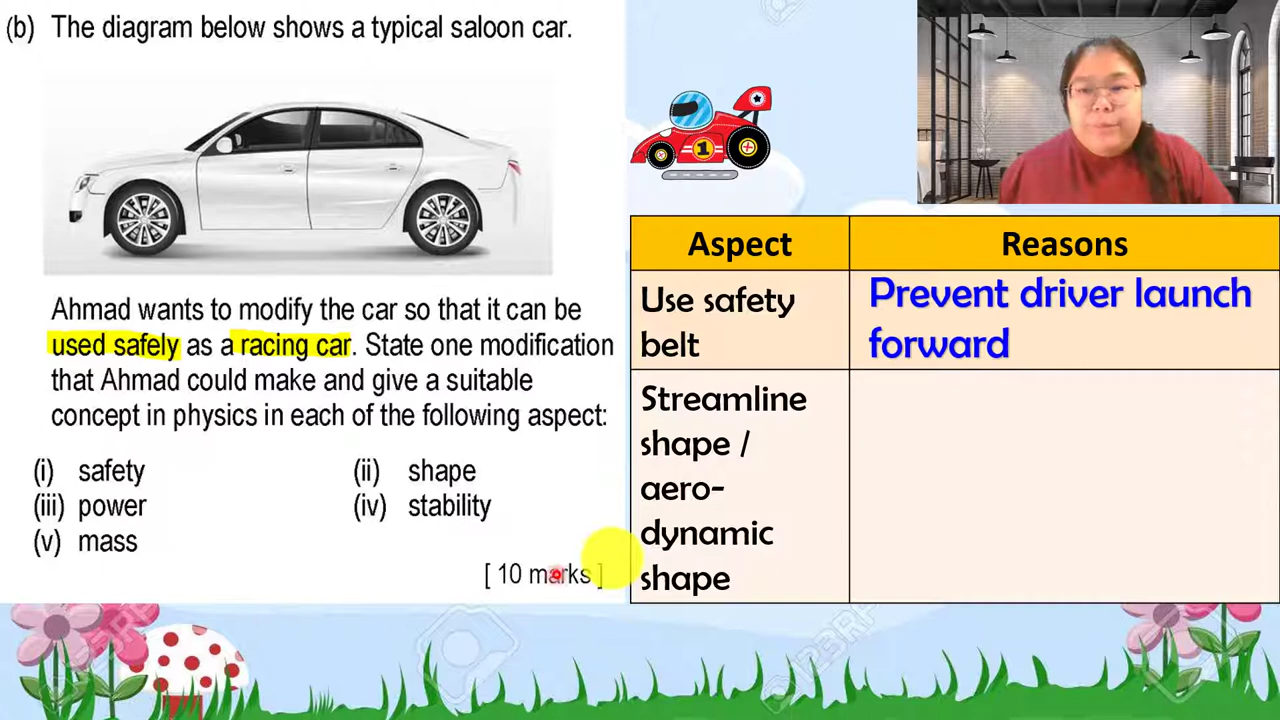 (b) The diagram below shows a typical saloon car.
Ahmad wants to modify the car so that it can be
used safely as a racing car. State one modification
that Ahmad could make and give a suitable
concept in physics in each of the following aspect:
(i) safety (ii) shape
(iii) power (iv) stability
(v) mass
[ 10 marks ]
1
Aspect Reasons
Use safety
belt
Prevent driver launch
forward
Streamline
shape /
aero-
dynamic
shape